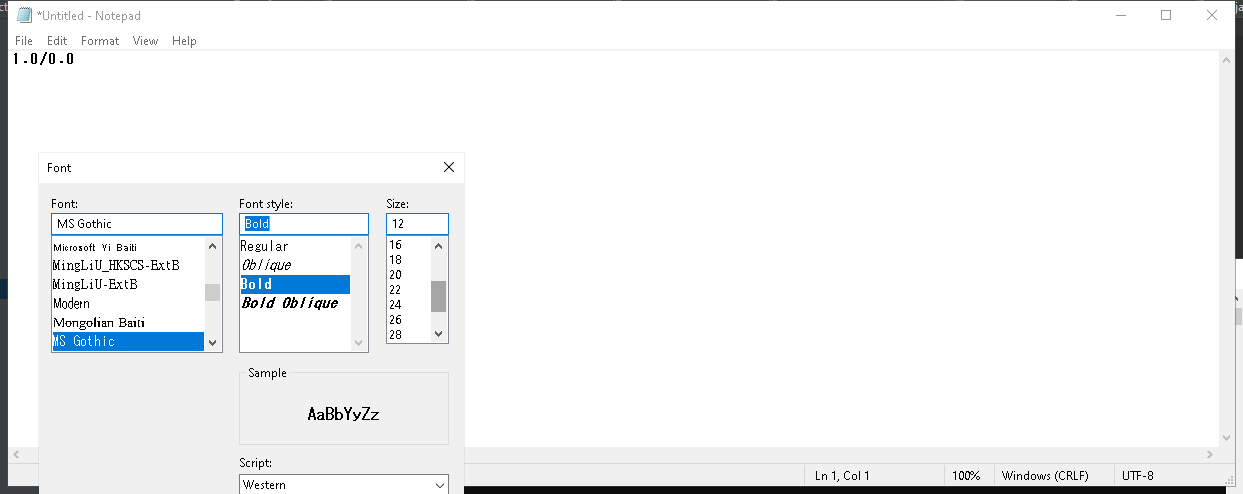 *Untitled - Notepad
File Edit Format View Help
1.0/0.0
Font
Font: Font style: Size:
MS Gothic Bold 12
Microsoft Yi Baiti
MingLiU_HKSCS-ExtB
MingLiU-ExtB
Modern
Mongolian Baiti
MS Gothic
Regular
Oblique
Bold
Bold Oblique
16
18
20
22
24
26
28
Sample
AaBbYyZz
Script:
Western
Ln 1, Col 1 100% Windows (CRLF) UTF-8